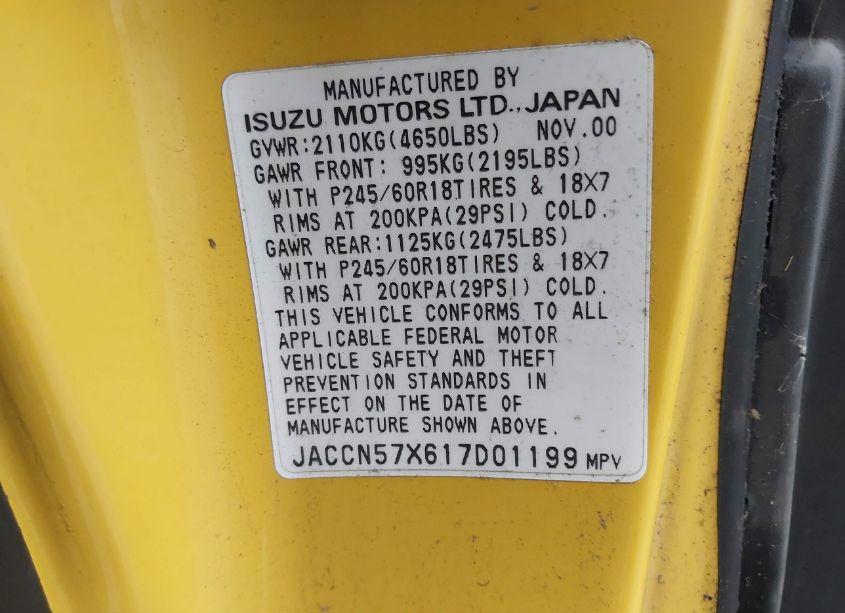 MANUFACTURED BY
ISUZU MOTORS LTD., JAPAN
GVWR:2110KG(4650LBS) NOV.00
GAWR FRONT: 995KG(2195LBS)
WITH P245/60R18TIRES & 18X7
RIMS AT 200KPA(29PSI) COLD.
GAWR REAR:1125KG(2475LBS)
WITH P245/60R18TIRES & 18X7
RIMS AT 200KPA(29PSI) COLD.
THIS VEHICLE CONFORMS TO ALL
APPLICABLE FEDERAL MOTOR
VEHICLE SAFETY AND THEFT
PREVENTION STANDARDS IN
EFFECT ON THE DATE OF
MANUFACTURE SHOWN ABOVE.
JACCN57X617D01199 MPV